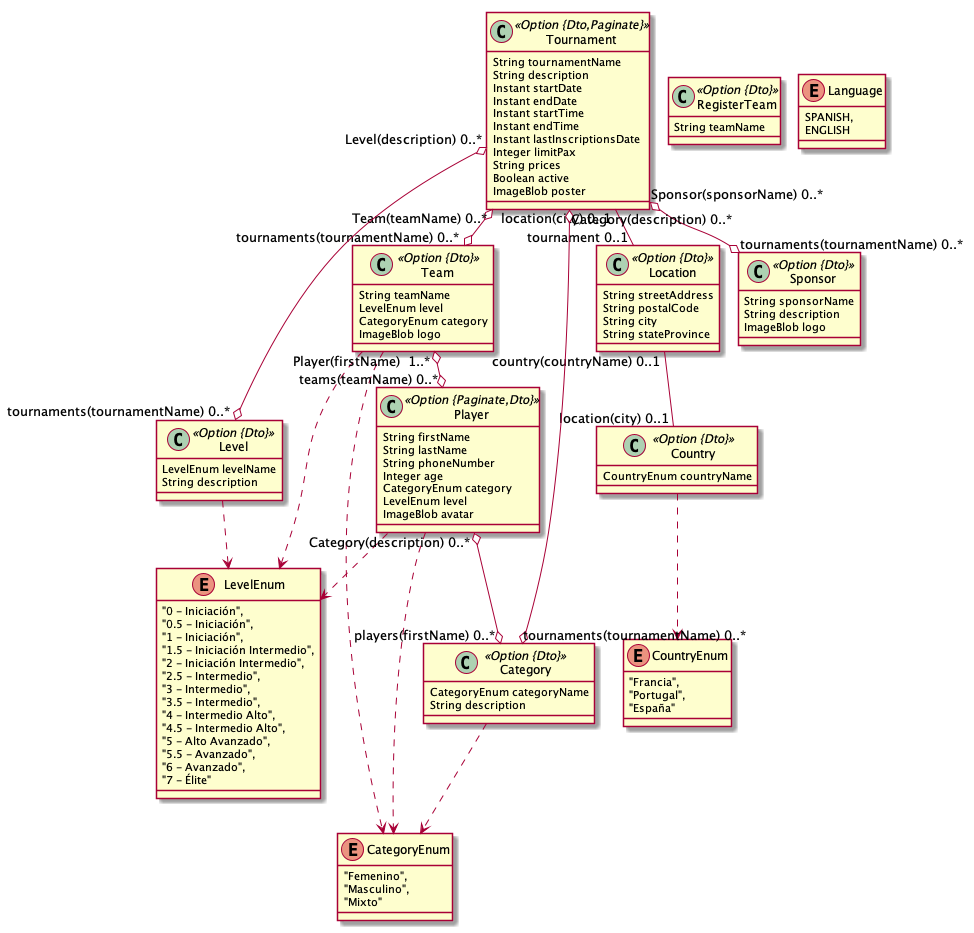 «Option {Dto,Paginate}»
Tournament
String tournamentName
String description
Instant startDate
Instant endDate
Instant startTime
Instant endTime
Instant lastInscriptionsDate
Integer limitPax
String prices
Boolean active
ImageBlob poster
«Option {Dto}»
RegisterTeam
String teamName
Language
SPANISH,
ENGLISH
Level(description) 0..*
Sponsor(sponsorName) 0..*
Team(teamName) 0..*
location(city) 0..1
Category(description) 0..*
tournaments(tournamentName) 0..*
tournament 0..1
tournaments(tournamentName) 0..*
«Option {Dto}»
Team
String teamName
LevelEnum level
CategoryEnum category
ImageBlob logo
«Option {Dto}»
Location
String streetAddress
String postalCode
String city
String stateProvince
«Option {Dto}»
Sponsor
String sponsorName
String description
ImageBlob logo
Player(firstName) 1..*
country(countryName) 0..1
teams(teamName) 0..*
tournaments(tournamentName) 0..*
location(city) 0..1
«Option {Paginate,Dto}»
Player
String firstName
String lastName
String phoneNumber
Integer age
CategoryEnum category
LevelEnum level
ImageBlob avatar
«Option {Dto}»
Level
LevelEnum levelName
String description
«Option {Dto}»
Country
CountryEnum countryName
Category(description) 0..*
LevelEnum
"0 – Iniciación",
"0.5 – Iniciación",
"1 – Iniciación",
"1.5 – Iniciación Intermedio",
"2 – Iniciación Intermedio",
"2.5 – Intermedio",
"3 – Intermedio",
"3.5 – Intermedio",
"4 – Intermedio Alto",
"4.5 – Intermedio Alto",
"5 – Alto Avanzado",
"5.5 – Avanzado",
"6 – Avanzado",
"7 – Élite"
players(firstName) 0..*
tournaments(tournamentName) 0..*
«Option {Dto}»
Category
CategoryEnum categoryName
String description
CountryEnum
"Francia",
"Portugal",
"España"
CategoryEnum
"Femenino",
"Masculino",
"Mixto"